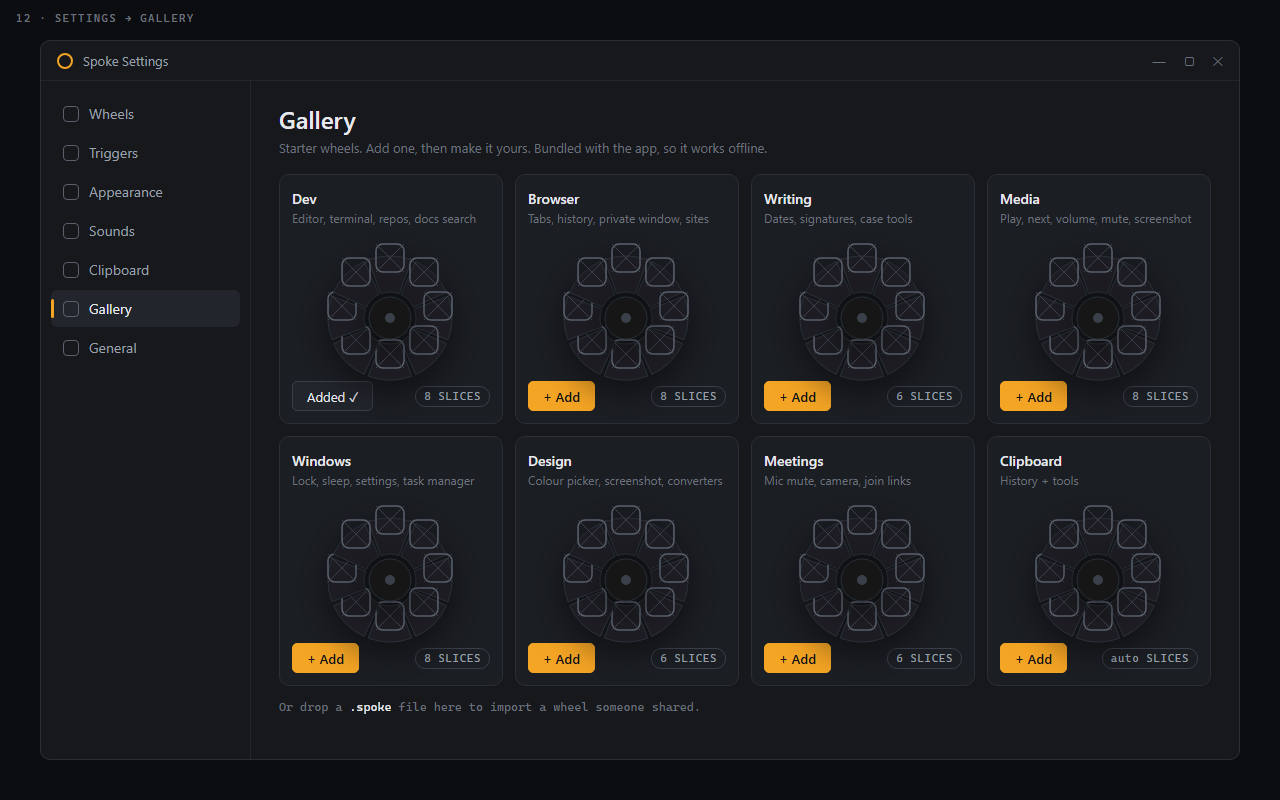 12 · SETTINGS → GALLERY
Spoke Settings
Wheels
Triggers
Appearance
Sounds
Clipboard
Gallery
General
Gallery
Starter wheels. Add one, then make it yours. Bundled with the app, so it works offline.
Dev
Editor, terminal, repos, docs search
Added ✓
8 SLICES
Browser
Tabs, history, private window, sites
+ Add
8 SLICES
Writing
Dates, signatures, case tools
+ Add
6 SLICES
Media
Play, next, volume, mute, screenshot
+ Add
8 SLICES
Windows
Lock, sleep, settings, task manager
+ Add
8 SLICES
Design
Colour picker, screenshot, converters
+ Add
6 SLICES
Meetings
Mic mute, camera, join links
+ Add
6 SLICES
Clipboard
History + tools
+ Add
auto SLICES
Or drop a .spoke file here to import a wheel someone shared.